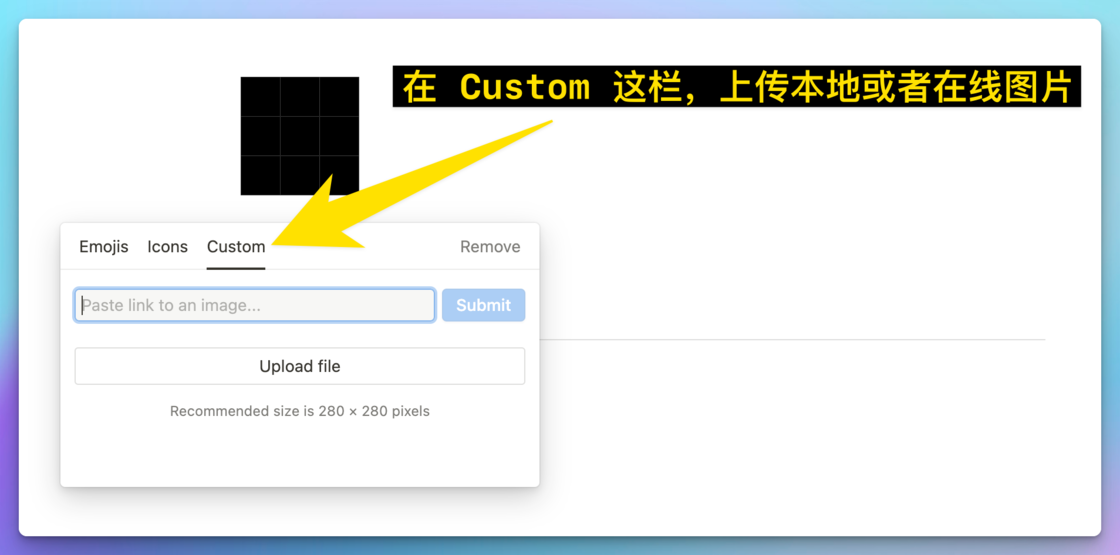 在 Custom 这栏，上传本地或者在线图片
Emojis Icons Custom Remove
Paste link to an image... Submit
Upload file
Recommended size is 280 × 280 pixels